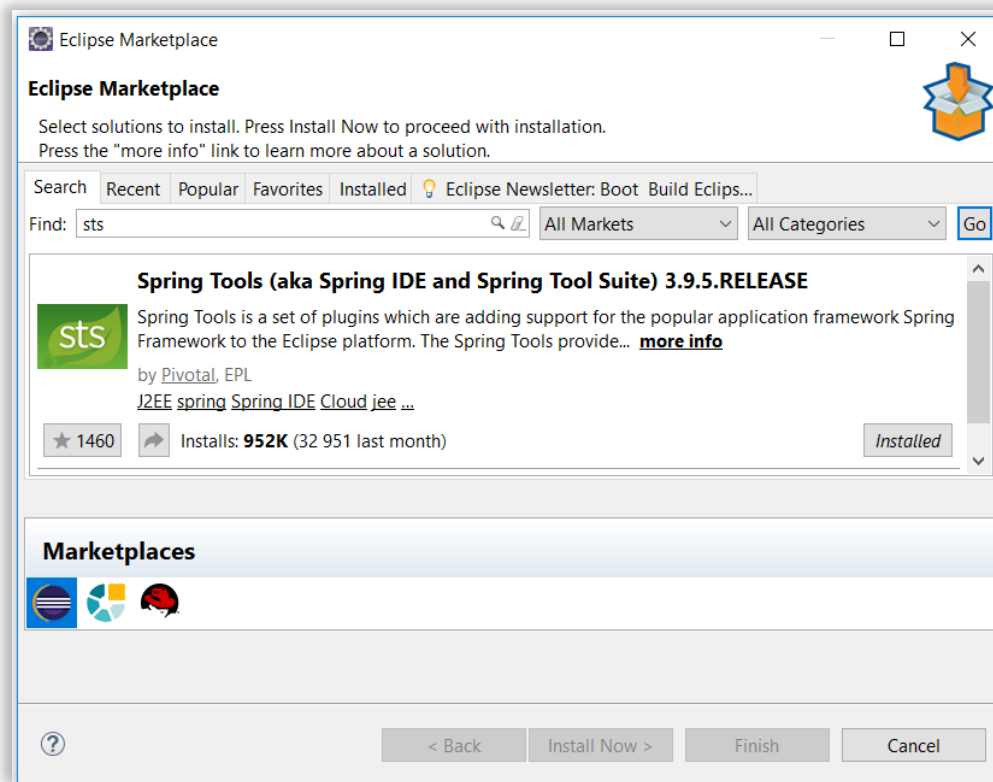 Eclipse Marketplace
Eclipse Marketplace
Select solutions to install. Press Install Now to proceed with installation.
Press the "more info" link to learn more about a solution.
Search Recent Popular Favorites Installed Eclipse Newsletter: Boot Build Eclips...
Find: sts All Markets All Categories Go
Spring Tools (aka Spring IDE and Spring Tool Suite) 3.9.5.RELEASE
sts
Spring Tools is a set of plugins which are adding support for the popular application framework Spring
Framework to the Eclipse platform. The Spring Tools provide... more info
by Pivotal, EPL
J2EE spring Spring IDE Cloud jee ...
1460 Installs: 952K (32 951 last month) Installed
Marketplaces
? < Back Install Now > Finish Cancel